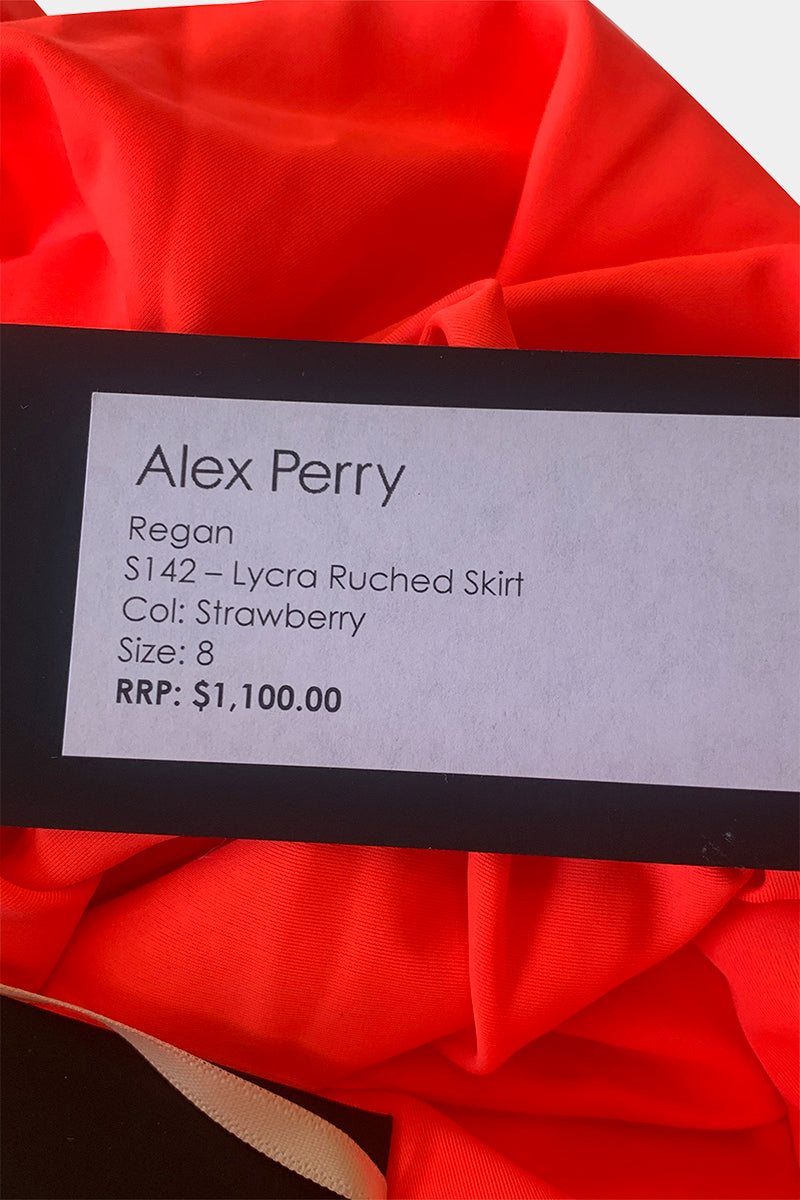 Alex Perry
Regan
S142 – Lycra Ruched Skirt
Col: Strawberry
Size: 8
RRP: $1,100.00